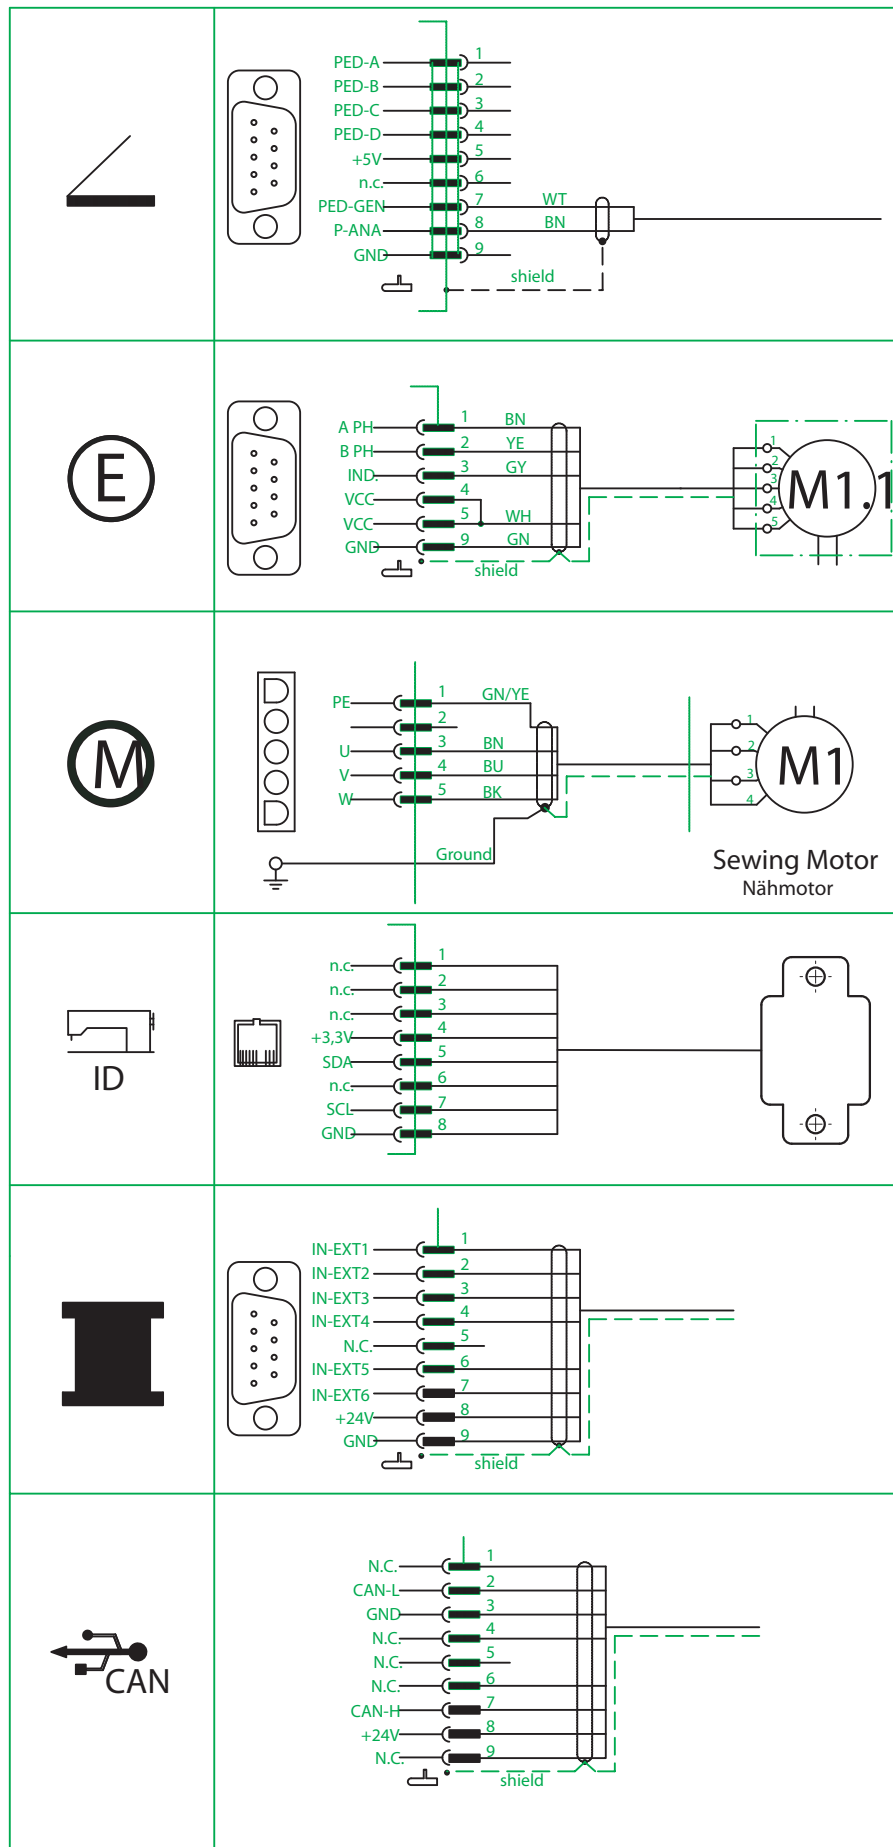 PED-A 1
PED-B 2
PED-C 3
PED-D 4
+5V 5
n.c. 6
PED-GEN 7 WT
P-ANA 8 BN
GND 9
shield
E
A PH 1 BN
B PH 2 YE
IND. 3 GY
VCC 4
VCC 5 WH
GND 9 GN
shield
1
2
3
4
5
M1.1
M
PE 1 GN/YE
2
U 3 BN
V 4 BU
W 5 BK
Ground
1
2
3
4
M1
Sewing Motor
Nähmotor
ID
n.c. 1
n.c. 2
n.c. 3
+3,3V 4
SDA 5
n.c. 6
SCL 7
GND 8
IN-EXT1 1
IN-EXT2 2
IN-EXT3 3
IN-EXT4 4
N.C. 5
IN-EXT5 6
IN-EXT6 7
+24V 8
GND 9
shield
CAN
N.C. 1
CAN-L 2
GND 3
N.C. 4
N.C. 5
N.C. 6
CAN-H 7
+24V 8
N.C. 9
shield